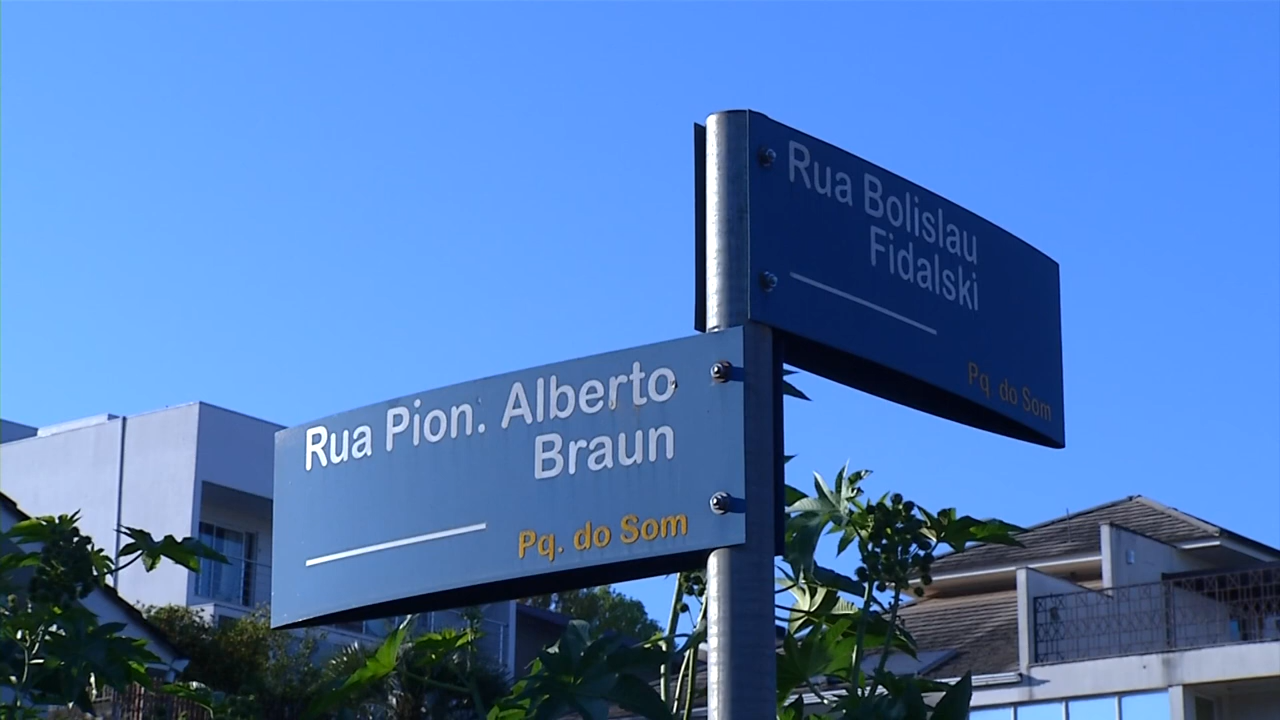 Rua Bolislau
Fidalski
Pq do Som
Rua Pion. Alberto
Braun
Pq. do Som